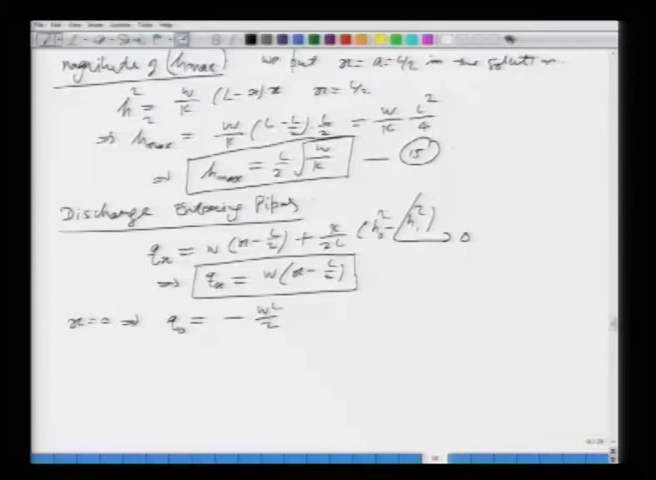 magnitude of (hmax) we put x = a = L/2 in the solution.
h² = w/K (L-x)x x = L/2
⇒ h²max = w/K (L - L/2) · L/2 = w/K L²/4
⇒ hmax = L/2 √(w/K) — 15
Discharge Entering Pipes
qx = w (x - L/2) + K/2L (h0² - h1²) → 0
⇒ qx = w (x - L/2)
x = 0 ⇒ q0 = - wL/2